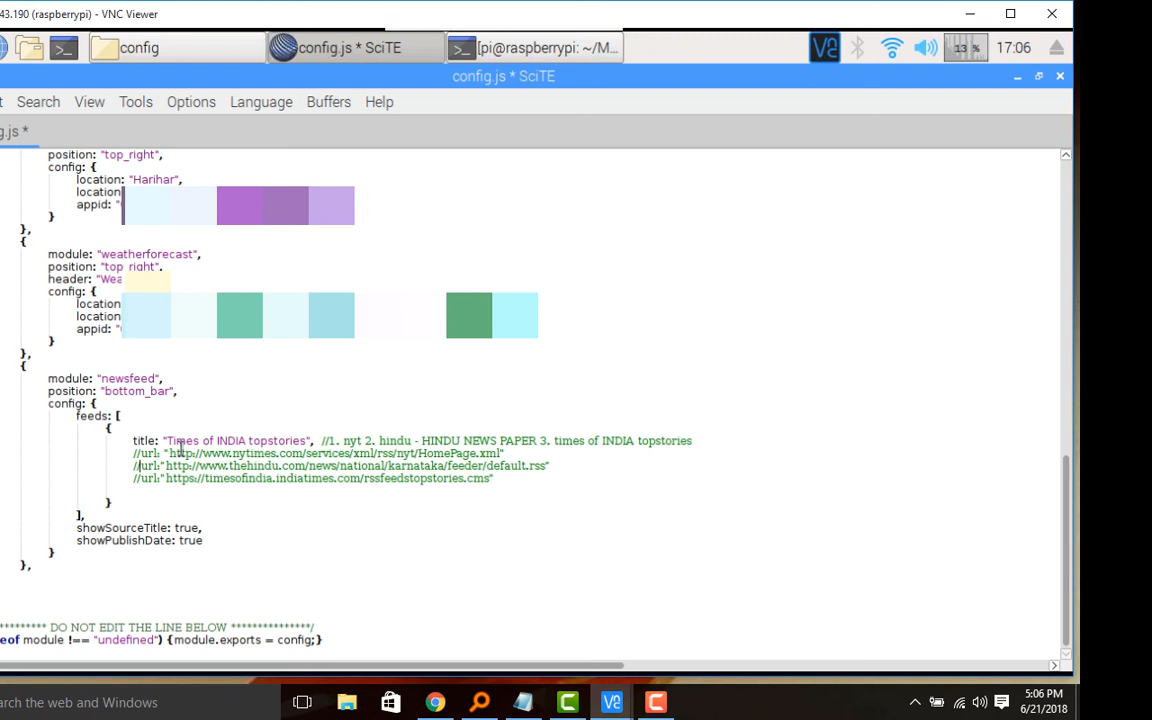 43.190 (raspberrypi) - VNC Viewer
config
config.js * SciTE
[pi@raspberrypi: ~/M...
13 %
17:06
config.js * SciTE
t Search View Tools Options Language Buffers Help
g.js *
position: "top_right",
config: {
location: "Harihar",
location
appid: "
}
},
{
module: "weatherforecast",
position: "top_right",
header: "Wea
config: {
location
location
appid: "
}
},
{
module: "newsfeed",
position: "bottom_bar",
config: {
feeds: [
{
title: "Times of INDIA topstories", //1. nyt 2. hindu - HINDU NEWS PAPER 3. times of INDIA topstories
//url: "http://www.nytimes.com/services/xml/rss/nyt/HomePage.xml"
//url:"http://www.thehindu.com/news/national/karnataka/feeder/default.rss"
//url:"https://timesofindia.indiatimes.com/rssfeedstopstories.cms"
}
],
showSourceTitle: true,
showPublishDate: true
}
},
********* DO NOT EDIT THE LINE BELOW ***************/
eof module !== "undefined") {module.exports = config;}
rch the web and Windows
5:06 PM
6/21/2018